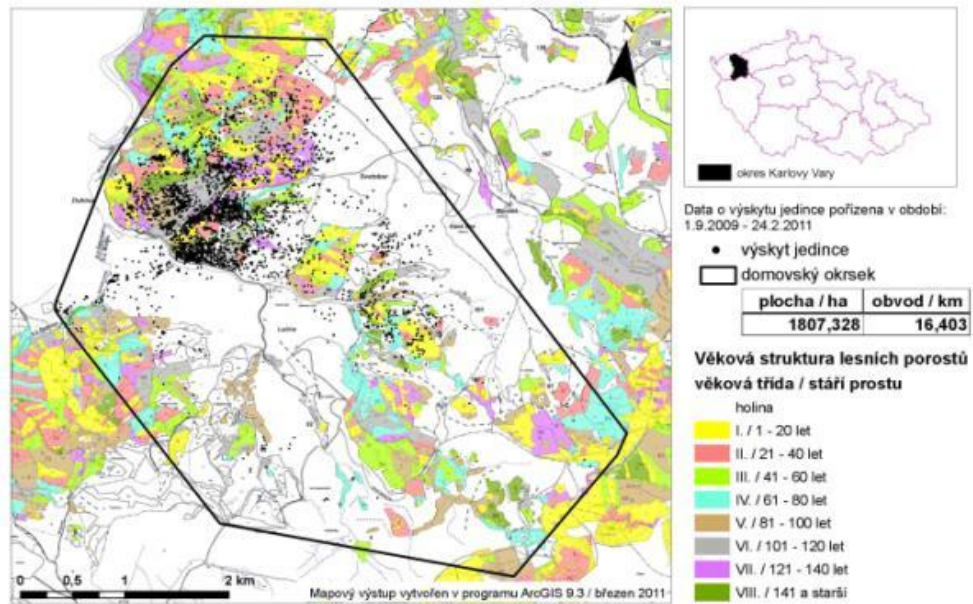 okres Karlovy Vary
Data o výskytu jedince pořízena v období:
1.9.2009 - 24.2.2011
výskyt jedince
domovský okrsek
plocha / ha obvod / km
1807,328 16,403
Věková struktura lesních porostů
věková třída / stáří prostu
holina
I. / 1 - 20 let
II. / 21 - 40 let
III. / 41 - 60 let
IV. / 61 - 80 let
V. / 81 - 100 let
VI. / 101 - 120 let
VII. / 121 - 140 let
VIII. / 141 a starší
0 0,5 1 2 km
Mapový výstup vytvořen v programu ArcGIS 9.3 / březen 2011